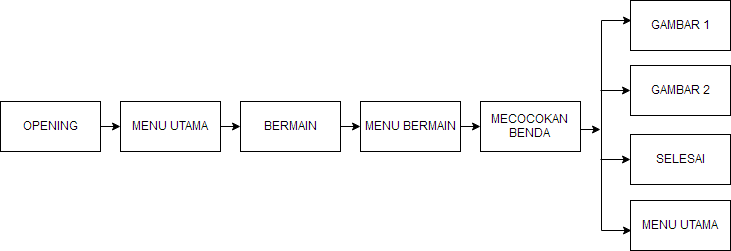 OPENING
MENU UTAMA
BERMAIN
MENU BERMAIN
MECOCOKAN
BENDA
GAMBAR 1
GAMBAR 2
SELESAI
MENU UTAMA